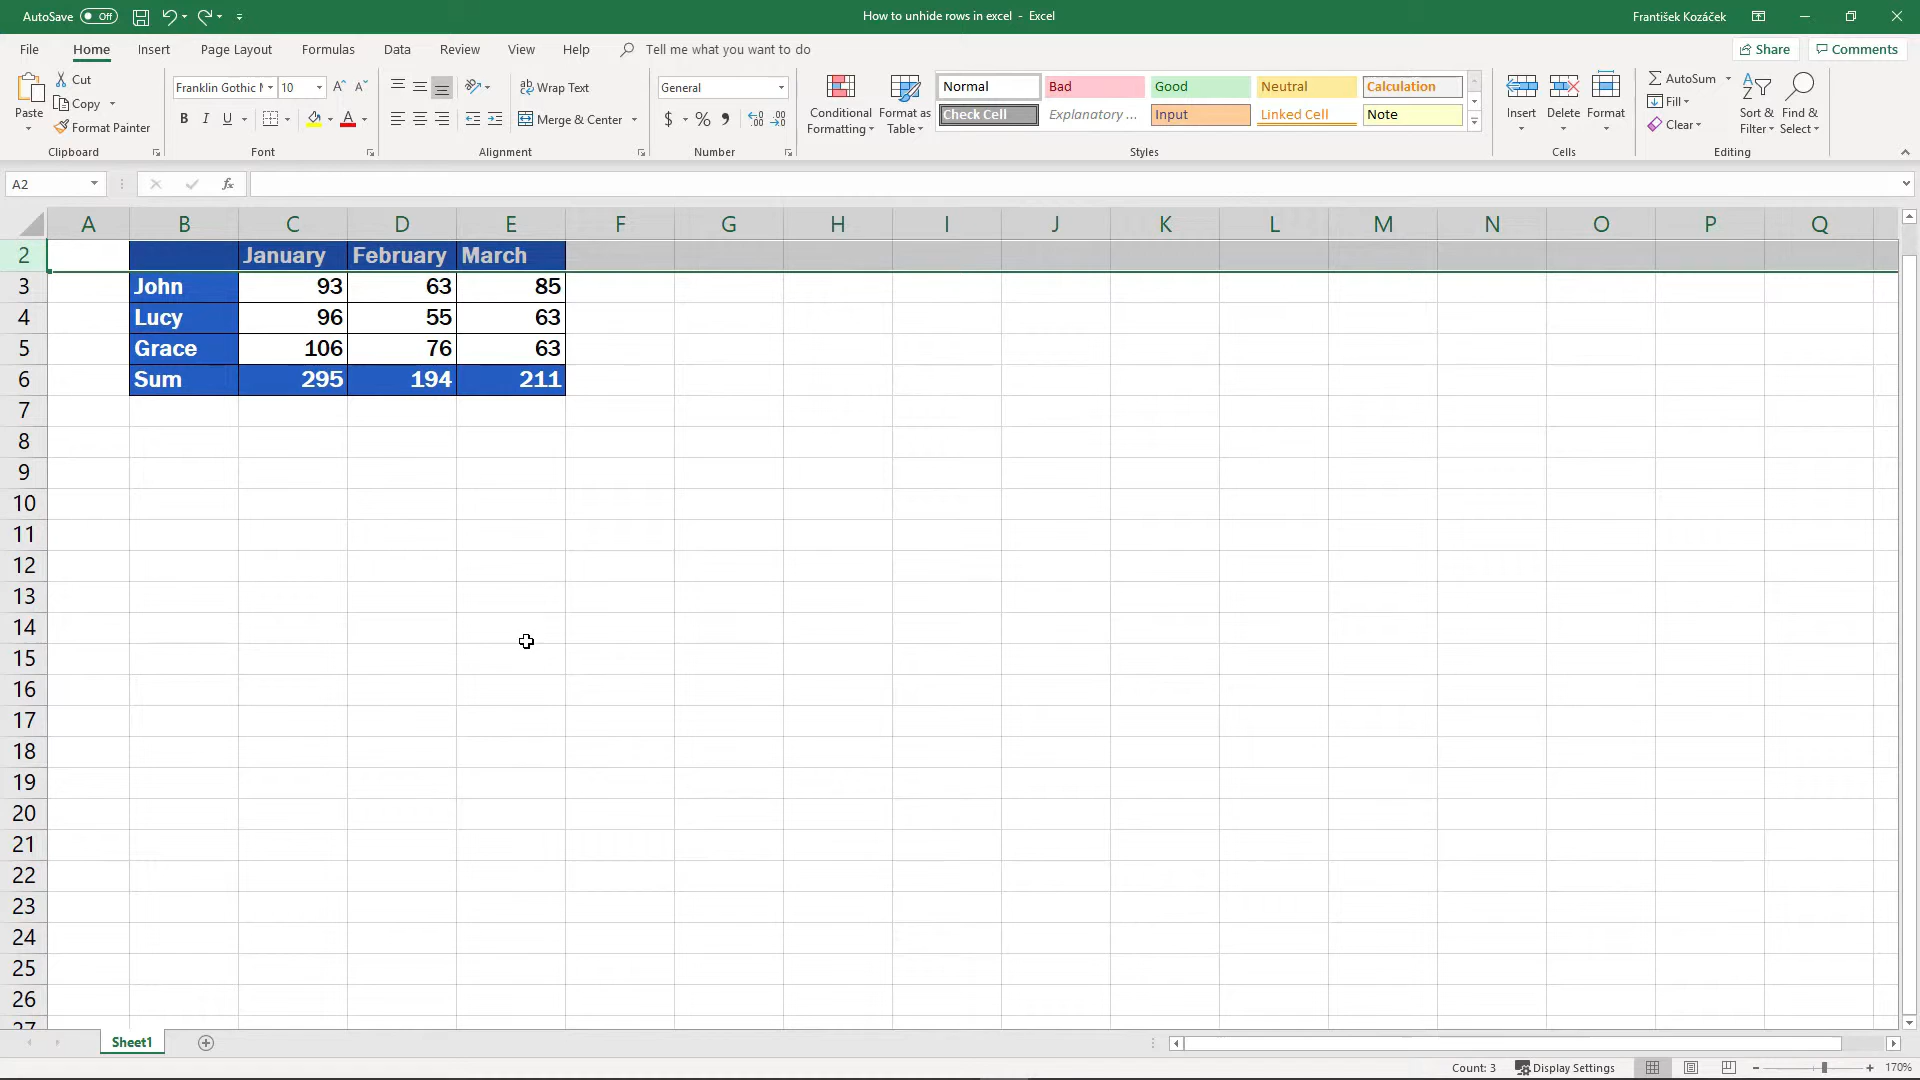 AutoSave Off How to unhide rows in excel - Excel František Kozáček
File Home Insert Page Layout Formulas Data Review View Help Tell me what you want to do Share Comments
Paste Cut Copy Format Painter Clipboard
Franklin Gothic M 10 B I U A Font
Wrap Text Merge & Center Alignment
General $ % Number
Conditional Formatting Format as Table
Normal Bad Good Neutral Calculation
Check Cell Explanatory ... Input Linked Cell Note
Styles
Insert Delete Format Cells
AutoSum Fill Clear Sort & Filter Find & Select Editing
A2 fx
A B C D E F G H I J K L M N O P Q
2 January February March
3 John 93 63 85
4 Lucy 96 55 63
5 Grace 106 76 63
6 Sum 295 194 211
7
8
9
10
11
12
13
14
15
16
17
18
19
20
21
22
23
24
25
26
27
Sheet1
Count: 3 Display Settings 170%